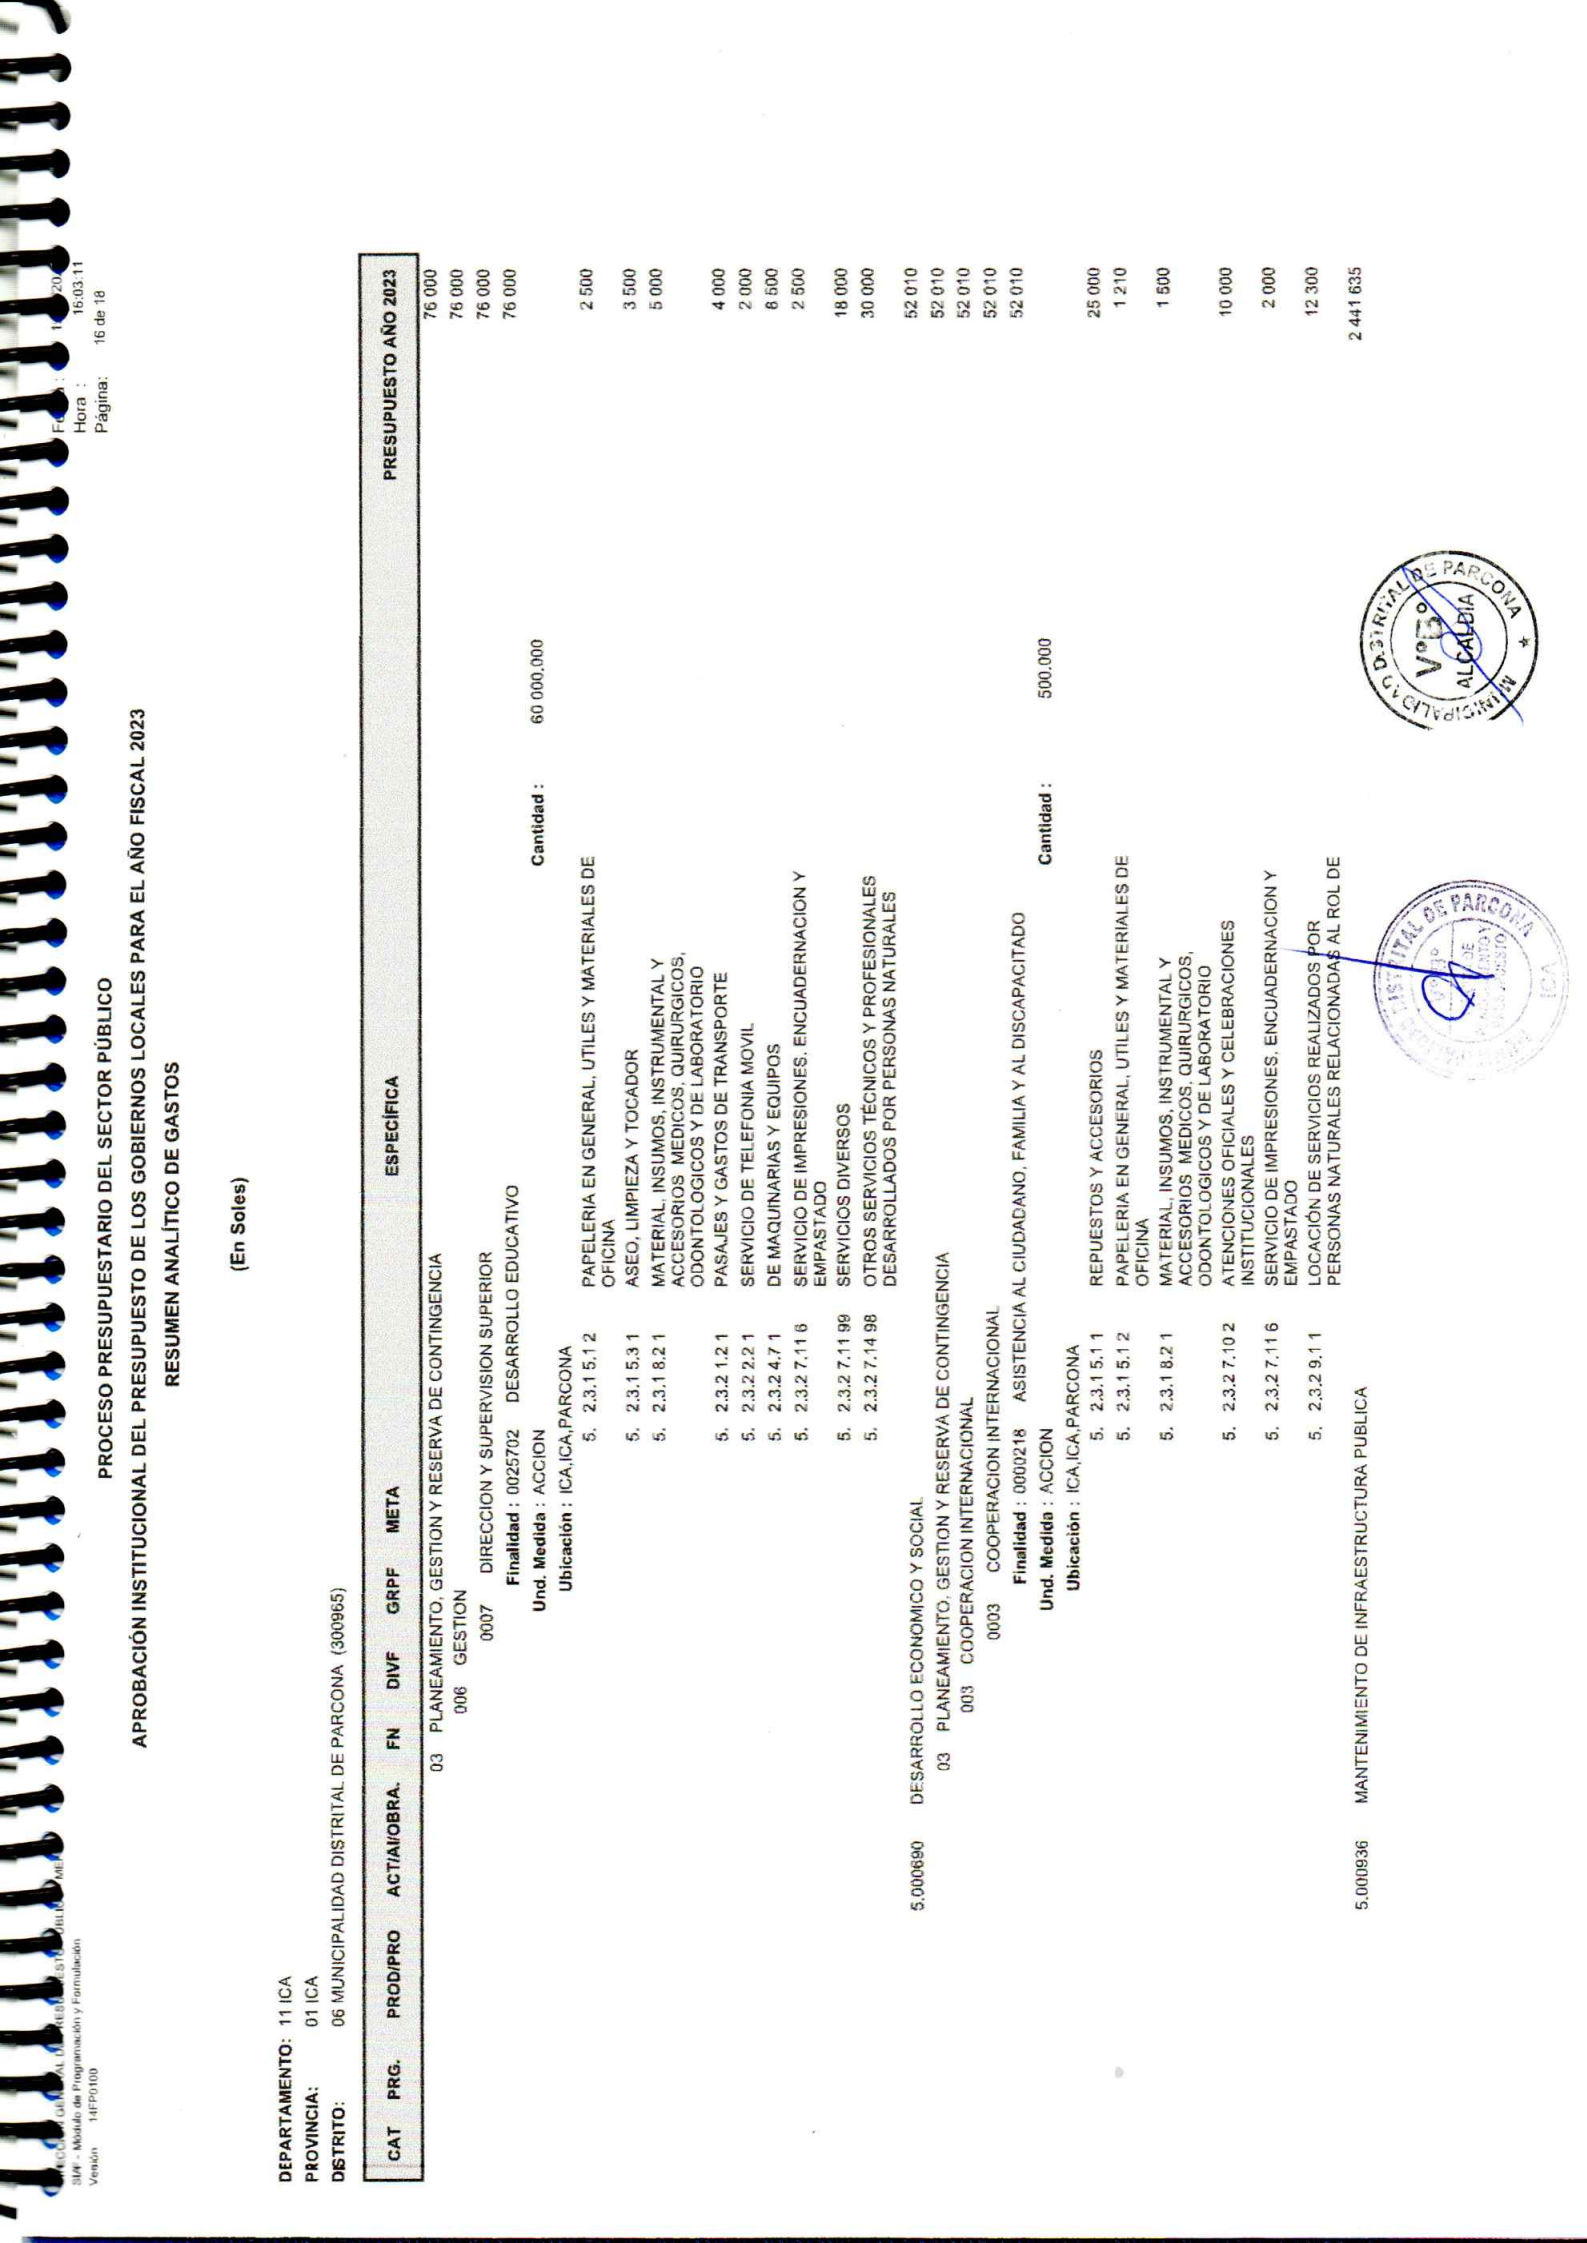 SIAF - Módulo de Programación y Formulación
Versión 14FP0100
Hora : 16:03:11
Página: 16 de 18
PROCESO PRESUPUESTARIO DEL SECTOR PÚBLICO
APROBACIÓN INSTITUCIONAL DEL PRESUPUESTO DE LOS GOBIERNOS LOCALES PARA EL AÑO FISCAL 2023
RESUMEN ANALÍTICO DE GASTOS
(En Soles)
DEPARTAMENTO: 11 ICA
PROVINCIA: 01 ICA
DISTRITO: 06 MUNICIPALIDAD DISTRITAL DE PARCONA (300965)
CAT PRG. PROD/PRO ACT/AI/OBRA. FN DIVF GRPF META ESPECÍFICA PRESUPUESTO AÑO 2023
03 PLANEAMIENTO, GESTION Y RESERVA DE CONTINGENCIA 76 000
006 GESTION 76 000
0007 DIRECCION Y SUPERVISION SUPERIOR 76 000
Finalidad : 0025702 DESARROLLO EDUCATIVO 76 000
Und. Medida : ACCION Cantidad : 60 000.000
Ubicación : ICA,ICA,PARCONA
5. 2.3.1 5.1 2 PAPELERIA EN GENERAL, UTILES Y MATERIALES DE 2 500
OFICINA
5. 2.3.1 5.3 1 ASEO, LIMPIEZA Y TOCADOR 3 500
5. 2.3.1 8.2 1 MATERIAL, INSUMOS, INSTRUMENTAL Y 5 000
ACCESORIOS MEDICOS, QUIRURGICOS,
ODONTOLOGICOS Y DE LABORATORIO
5. 2.3.2 1.2 1 PASAJES Y GASTOS DE TRANSPORTE 4 000
5. 2.3.2 2.2 1 SERVICIO DE TELEFONIA MOVIL 2 000
5. 2.3.2 4.7 1 DE MAQUINARIAS Y EQUIPOS 8 500
5. 2.3.2 7.11 6 SERVICIO DE IMPRESIONES, ENCUADERNACION Y 2 500
EMPASTADO
5. 2.3.2 7.11 99 SERVICIOS DIVERSOS 18 000
5. 2.3.2 7.14 98 OTROS SERVICIOS TÉCNICOS Y PROFESIONALES 30 000
DESARROLLADOS POR PERSONAS NATURALES
5.000690 DESARROLLO ECONOMICO Y SOCIAL 52 010
03 PLANEAMIENTO, GESTION Y RESERVA DE CONTINGENCIA 52 010
003 COOPERACION INTERNACIONAL 52 010
0003 COOPERACION INTERNACIONAL 52 010
Finalidad : 0000218 ASISTENCIA AL CIUDADANO, FAMILIA Y AL DISCAPACITADO 52 010
Und. Medida : ACCION Cantidad : 500.000
Ubicación : ICA,ICA,PARCONA
5. 2.3.1 5.1 1 REPUESTOS Y ACCESORIOS 25 000
5. 2.3.1 5.1 2 PAPELERIA EN GENERAL, UTILES Y MATERIALES DE 1 210
OFICINA
5. 2.3.1 8.2 1 MATERIAL, INSUMOS, INSTRUMENTAL Y 1 500
ACCESORIOS MEDICOS, QUIRURGICOS,
ODONTOLOGICOS Y DE LABORATORIO
5. 2.3.2 7.10 2 ATENCIONES OFICIALES Y CELEBRACIONES 10 000
INSTITUCIONALES
5. 2.3.2 7.11 6 SERVICIO DE IMPRESIONES, ENCUADERNACION Y 2 000
EMPASTADO
5. 2.3.2 9.1 1 LOCACIÓN DE SERVICIOS REALIZADOS POR 12 300
PERSONAS NATURALES RELACIONADAS AL ROL DE
5.000936 MANTENIMIENTO DE INFRAESTRUCTURA PUBLICA 2 441 635
DISTRITAL DE PARCONA
VºBº
ICA
MUNICIPALIDAD DISTRITAL DE PARCONA
VºBº
ALCALDIA